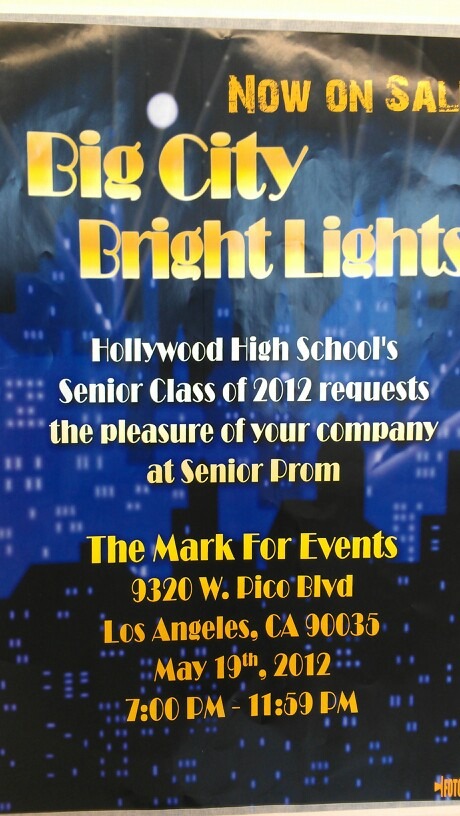 Now on Sal
Big City
Bright Lights
Hollywood High School's
Senior Class of 2012 requests
the pleasure of your company
at Senior Prom
The Mark For Events
9320 W. Pico Blvd
Los Angeles, CA 90035
May 19th, 2012
7:00 PM - 11:59 PM